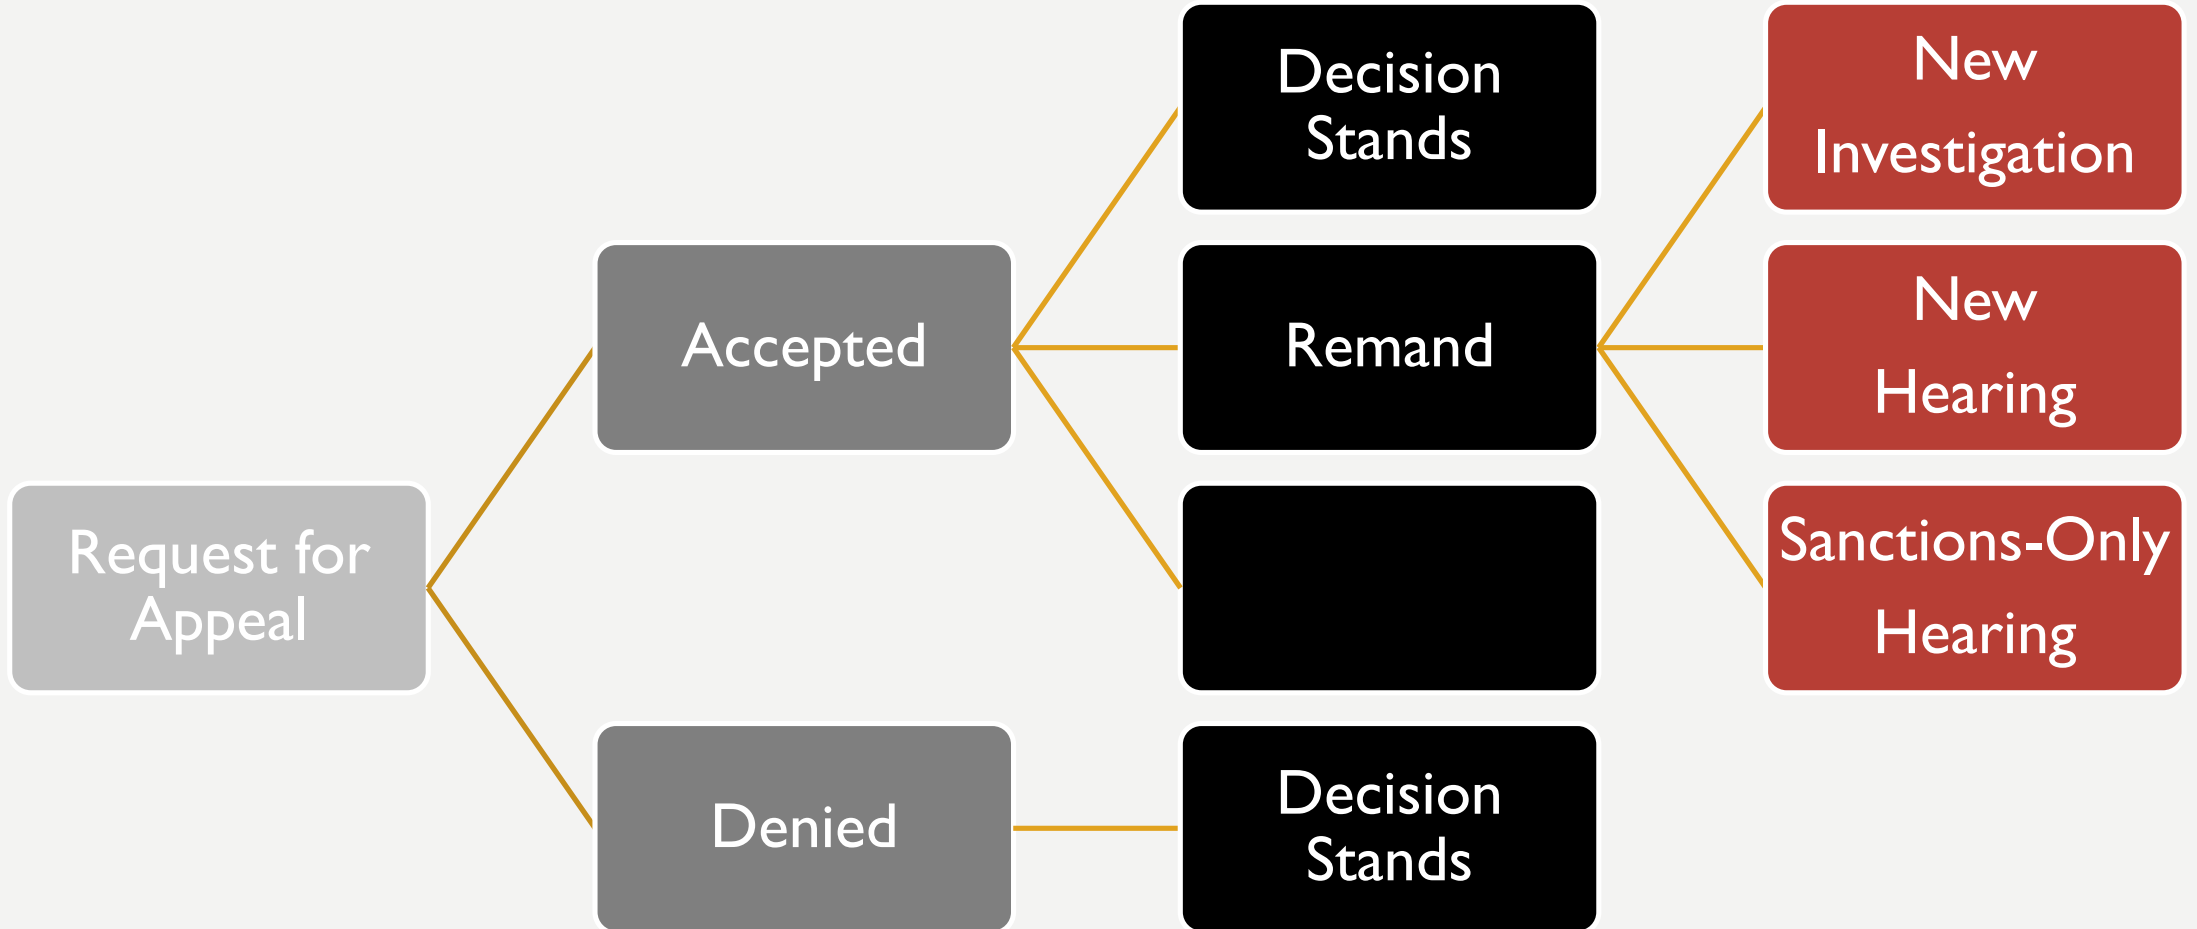 Request for
Appeal
Accepted
Denied
Decision
Stands
Remand
Decision
Stands
New
Investigation
New
Hearing
Sanctions-Only
Hearing